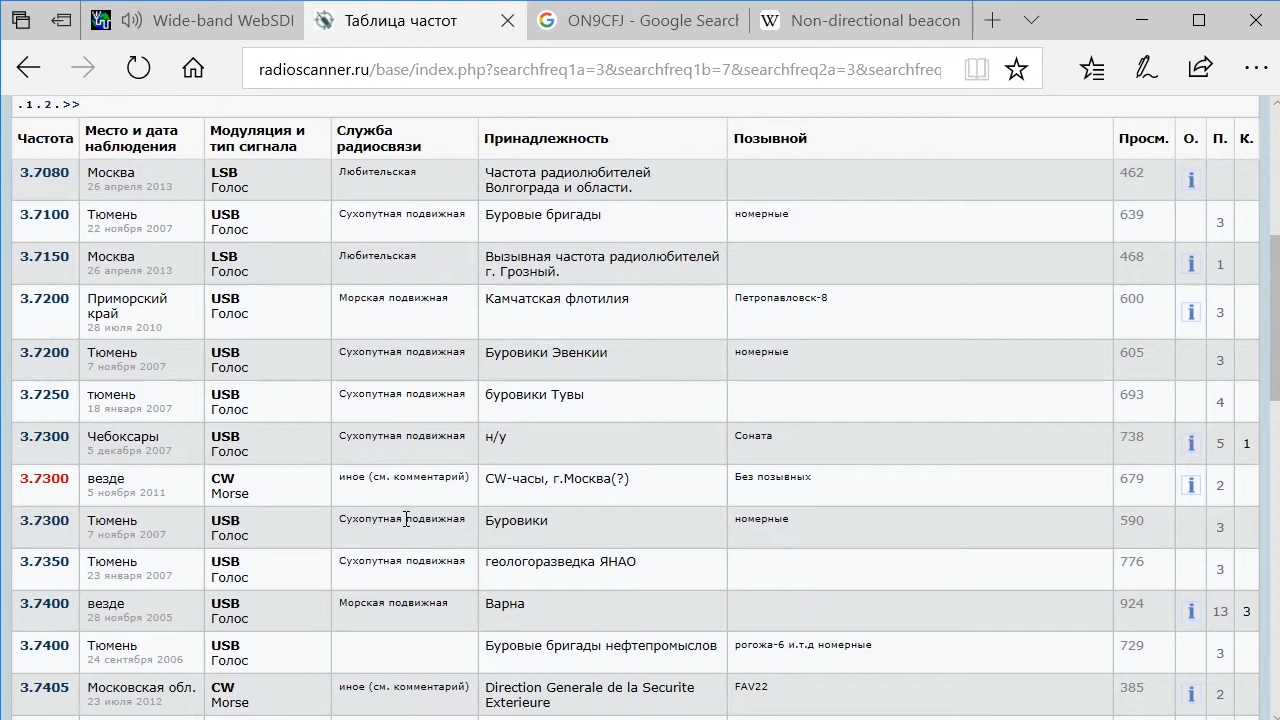 Wide-band WebSDI
Таблица частот
ON9CFJ - Google Search
Non-directional beacon
radioscanner.ru/base/index.php?searchfreq1a=3&searchfreq1b=7&searchfreq2a=3&searchfreq
.1.2.>>
Частота Место и дата наблюдения Модуляция и тип сигнала Служба радиосвязи Принадлежность Позывной Просм. О. П. К.
3.7080 Москва LSB Любительская Частота радиолюбителей 462 i
26 апреля 2013 Голос Волгограда и области.
3.7100 Тюмень USB Сухопутная подвижная Буровые бригады номерные 639 3
22 ноября 2007 Голос
3.7150 Москва LSB Любительская Вызывная частота радиолюбителей 468 i 1
26 апреля 2013 Голос г. Грозный.
3.7200 Приморский USB Морская подвижная Камчатская флотилия Петропавловск-8 600 i 3
край Голос
28 июля 2010
3.7200 Тюмень USB Сухопутная подвижная Буровики Эвенкии номерные 605 3
7 ноября 2007 Голос
3.7250 тюмень USB Сухопутная подвижная буровики Тувы 693 4
18 января 2007 Голос
3.7300 Чебоксары USB Сухопутная подвижная н/у Соната 738 i 5 1
5 декабря 2007 Голос
3.7300 везде CW иное (см. комментарий) CW-часы, г.Москва(?) Без позывных 679 i 2
5 ноября 2011 Morse
3.7300 Тюмень USB Сухопутная подвижная Буровики номерные 590 3
7 ноября 2007 Голос
3.7350 Тюмень USB Сухопутная подвижная геологоразведка ЯНАО 776 3
23 января 2007 Голос
3.7400 везде USB Морская подвижная Варна 924 i 13 3
28 ноября 2005 Голос
3.7400 Тюмень USB Буровые бригады нефтепромыслов рогожа-6 и.т.д номерные 729 3
24 сентября 2006 Голос
3.7405 Московская обл. CW иное (см. комментарий) Direction Generale de la Securite FAV22 385 i 2
23 июля 2012 Morse Exterieure